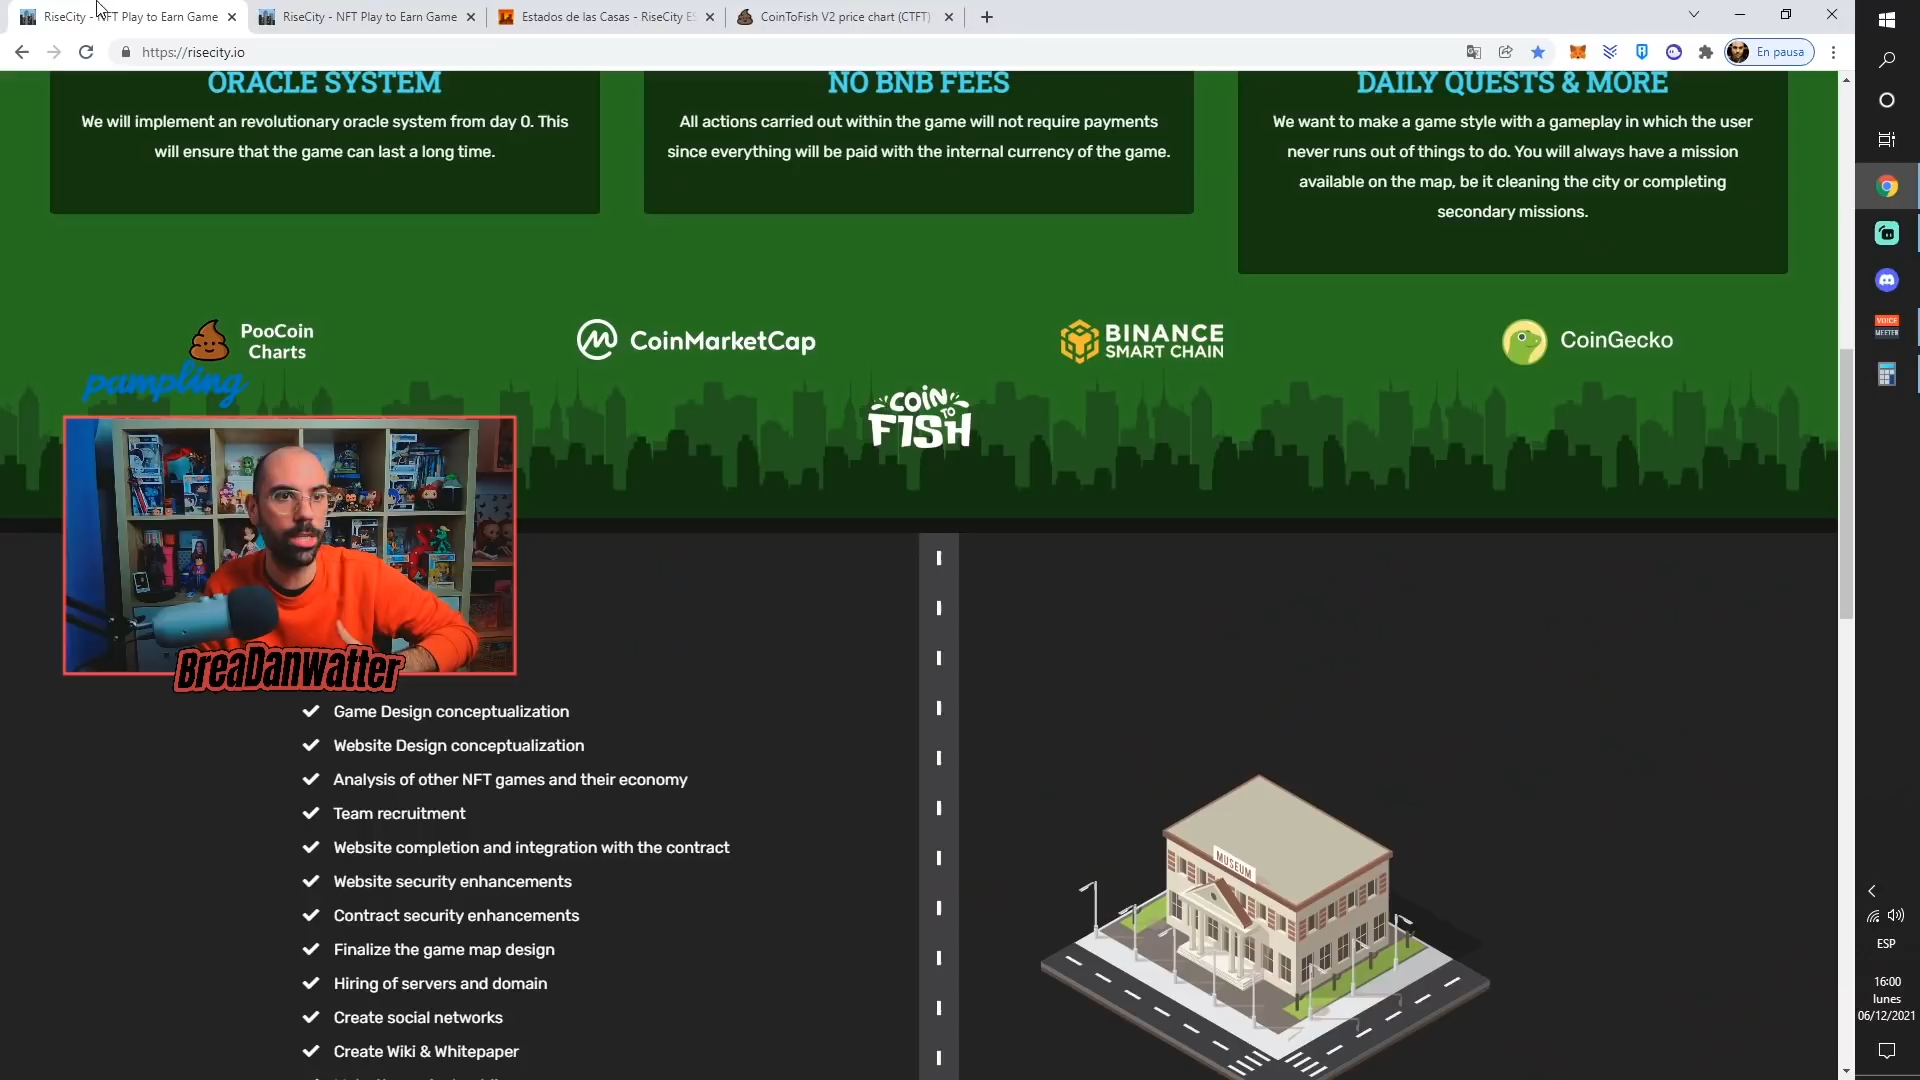 RiseCity - NFT Play to Earn Game
RiseCity - NFT Play to Earn Game
Estados de las Casas - RiseCity ES
CoinToFish V2 price chart (CTFT)
https://risecity.io
En pausa
ORACLE SYSTEM
We will implement an revolutionary oracle system from day 0. This
will ensure that the game can last a long time.
NO BNB FEES
All actions carried out within the game will not require payments
since everything will be paid with the internal currency of the game.
DAILY QUESTS & MORE
We want to make a game style with a gameplay in which the user
never runs out of things to do. You will always have a mission
available on the map, be it cleaning the city or completing
secondary missions.
PooCoin
Charts
CoinMarketCap
BINANCE
SMART CHAIN
CoinGecko
pampling
COIN
TO
FISH
BreaDanwatter
Game Design conceptualization
Website Design conceptualization
Analysis of other NFT games and their economy
Team recruitment
Website completion and integration with the contract
Website security enhancements
Contract security enhancements
Finalize the game map design
Hiring of servers and domain
Create social networks
Create Wiki & Whitepaper
MUSEUM
VOICE
MEETER
ESP
16:00
lunes
06/12/2021